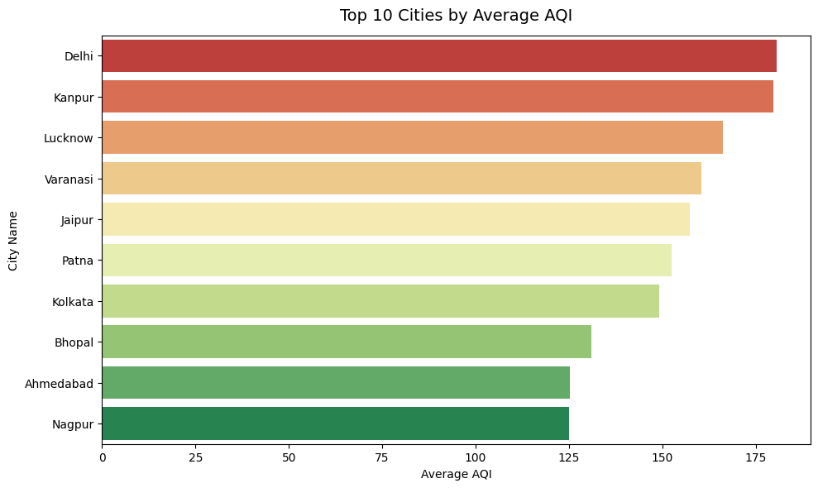 Top 10 Cities by Average AQI
City Name
Delhi
Kanpur
Lucknow
Varanasi
Jaipur
Patna
Kolkata
Bhopal
Ahmedabad
Nagpur
0 25 50 75 100 125 150 175
Average AQI